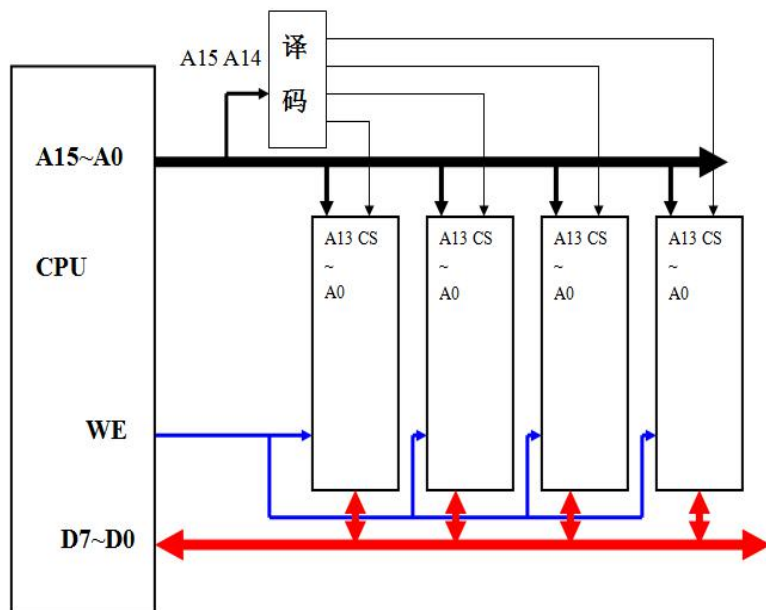 A15 A14
译
码
A15~A0
CPU
WE
D7~D0
A13 CS
~
A0
A13 CS
~
A0
A13 CS
~
A0
A13 CS
~
A0